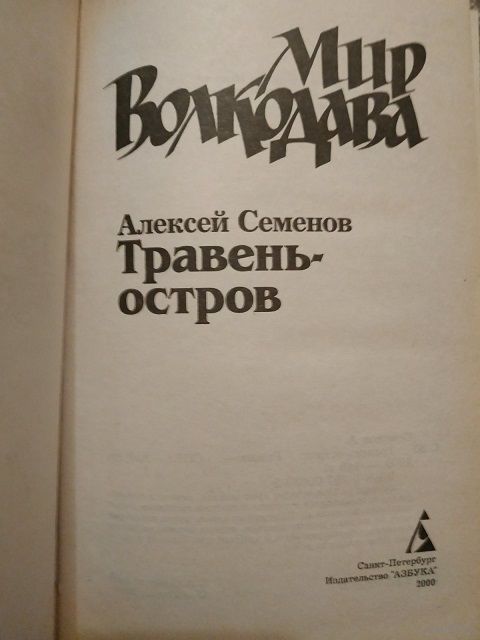 Мир
Волкодава
Алексей Семенов
Травень-
остров
Санкт-Петербург
Издательство "АЗБУКА"
2000